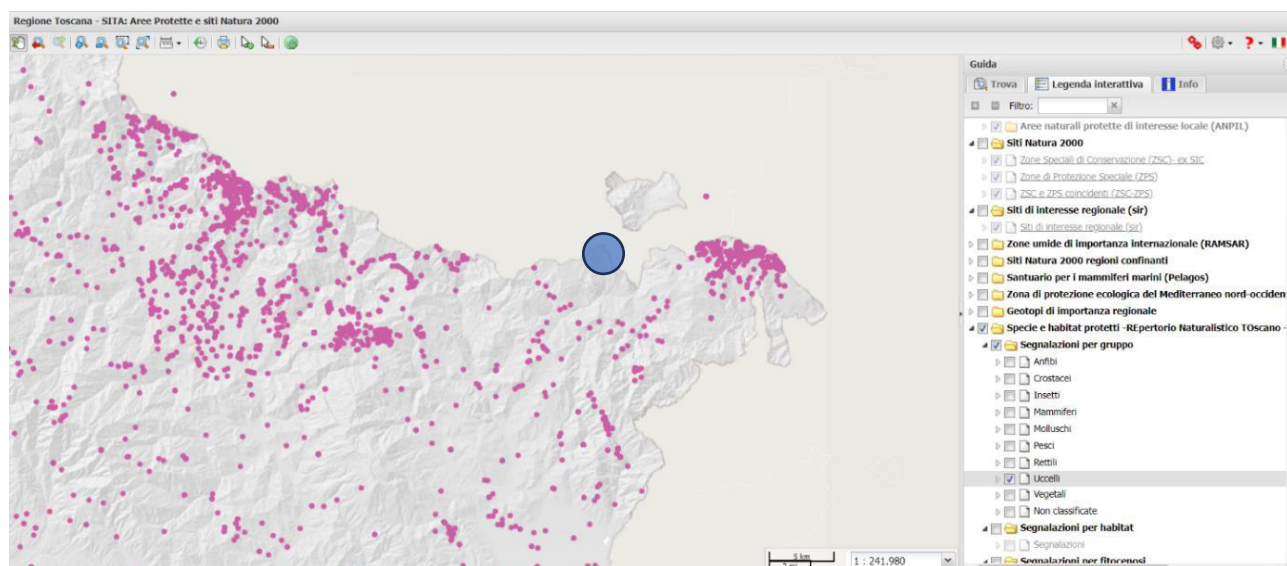 Regione Toscana - SITA: Aree Protette e siti Natura 2000
Guida
Trova Legenda interattiva Info
Filtro:
Aree naturali protette di interesse locale (ANPIL)
Siti Natura 2000
Zone Speciali di Conservazione (ZSC)- ex SIC
Zone di Protezione Speciale (ZPS)
ZSC e ZPS coincidenti (ZSC-ZPS)
Siti di interesse regionale (sir)
Siti di interesse regionale (sir)
Zone umide di importanza internazionale (RAMSAR)
Siti Natura 2000 regioni confinanti
Santuario per i mammiferi marini (Pelagos)
Zona di protezione ecologica del Mediterraneo nord-occiden
Geotopi di importanza regionale
Specie e habitat protetti -REpertorio Naturalistico TOscano -
Segnalazioni per gruppo
Anfibi
Crostacei
Insetti
Mammiferi
Molluschi
Pesci
Rettili
Uccelli
Vegetali
Non classificate
Segnalazioni per habitat
Segnalazioni
Segnalazioni per fitocenosi
5 km
1 : 241.980